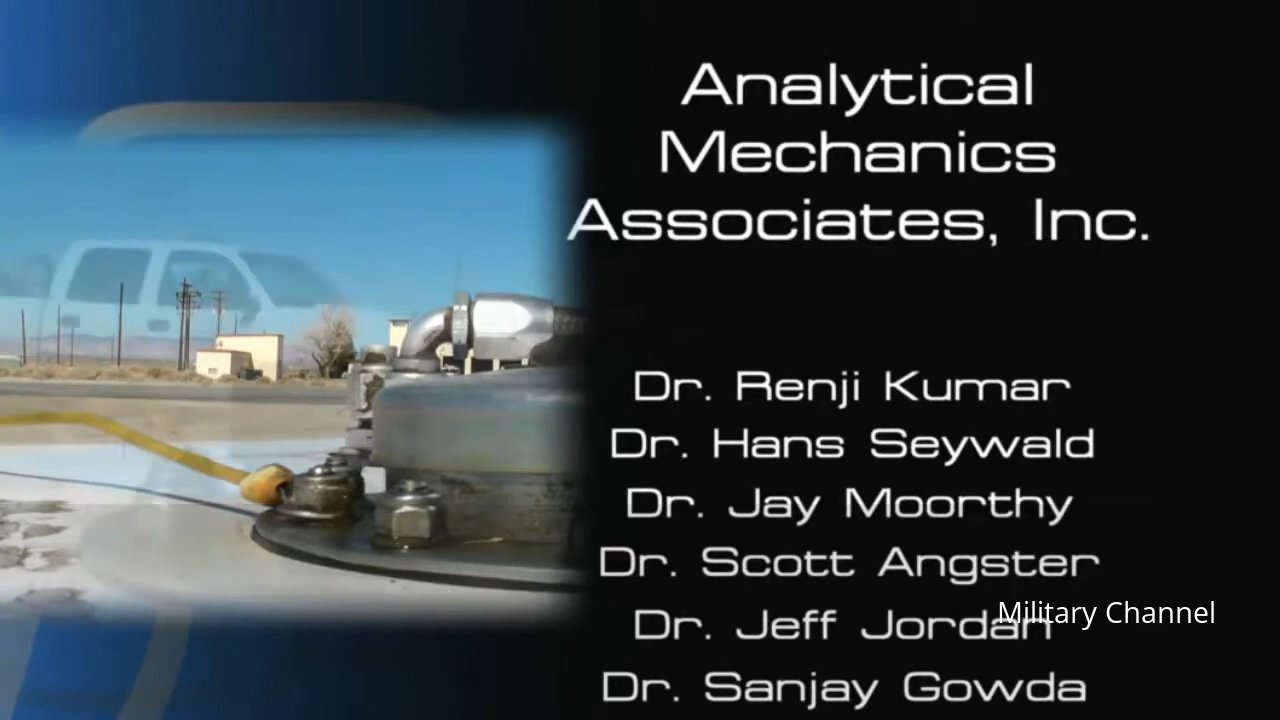 Analytical
Mechanics
Associates, Inc.
Dr. Renji Kumar
Dr. Hans Seywald
Dr. Jay Moorthy
Dr. Scott Angster
Dr. Jeff Jordan
Military Channel
Dr. Sanjay Gowda